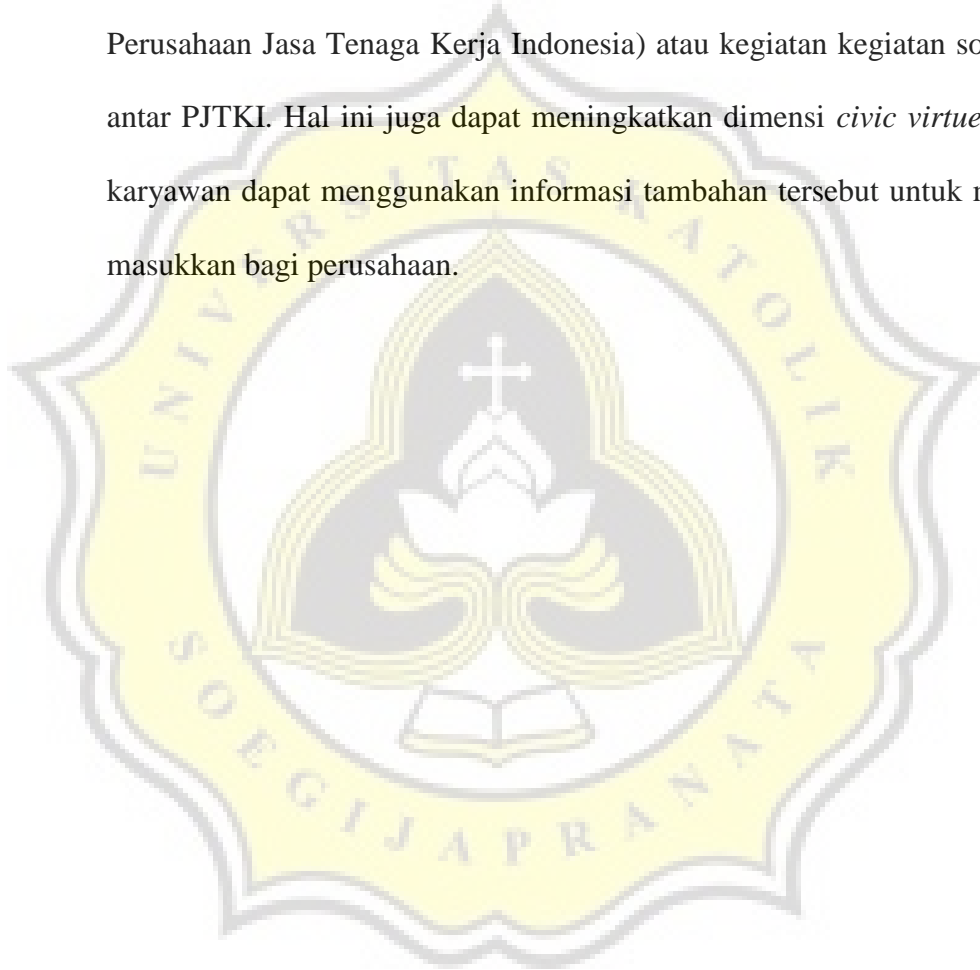 Perusahaan Jasa Tenaga Kerja Indonesia) atau kegiatan kegiatan
antar PJTKI. Hal ini juga dapat meningkatkan dimensi civic virtue
karyawan dapat menggunakan informasi tambahan tersebut untuk
masukkan bagi perusahaan.
UNIVERSITAS KATOLIK
SOEGIJAPRANATA